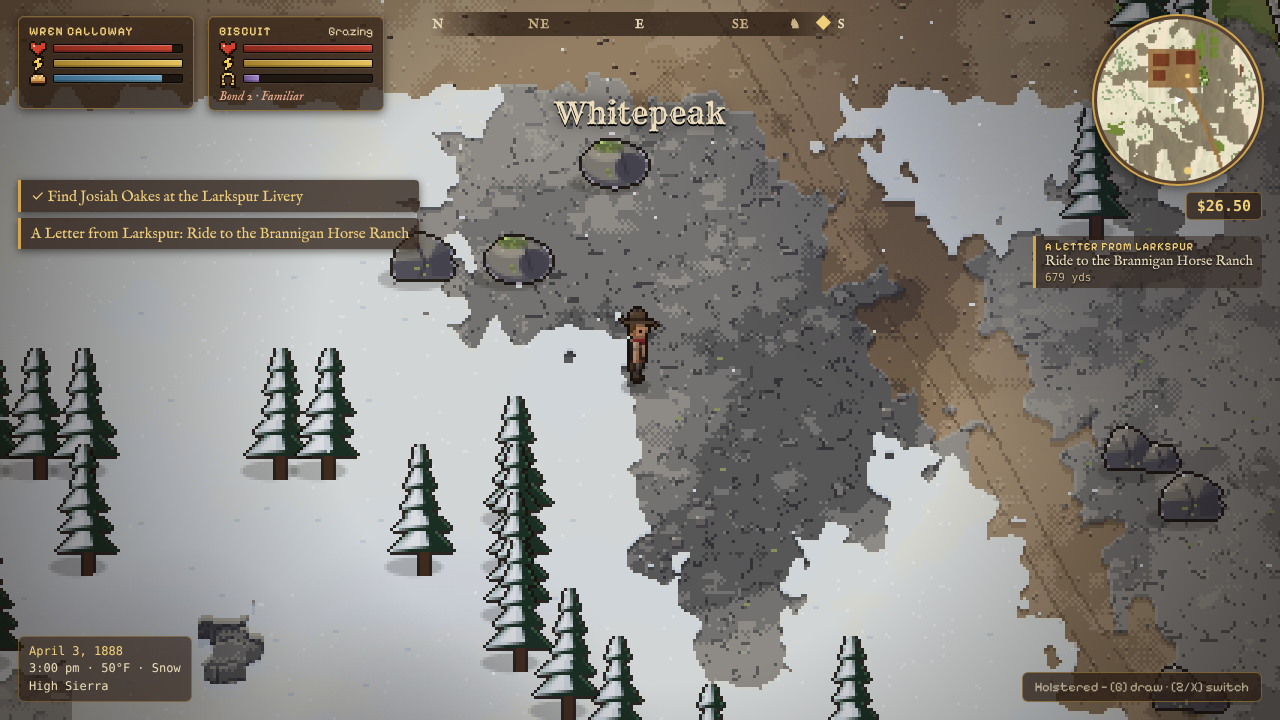 WREN CALLOWAY
BISCUIT Grazing
Bond 2 · Familiar
N NE E SE S
Whitepeak
✓ Find Josiah Oakes at the Larkspur Livery
A Letter from Larkspur: Ride to the Brannigan Horse Ranch
$26.50
A LETTER FROM LARKSPUR
Ride to the Brannigan Horse Ranch
679 yds
April 3, 1888
3:00 pm · 50°F · Snow
High Sierra
Holstered - (G) draw · (Z/X) switch